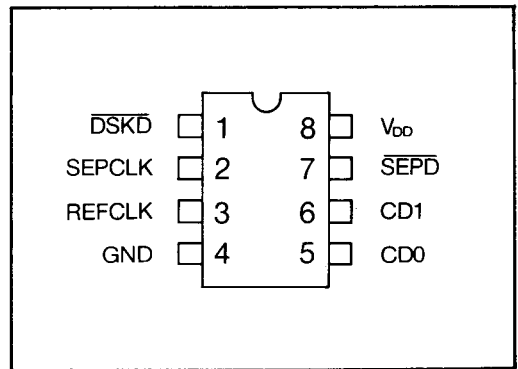 DSKD 1 8 VDD
SEPCLK 2 7 SEPD
REFCLK 3 6 CD1
GND 4 5 CD0